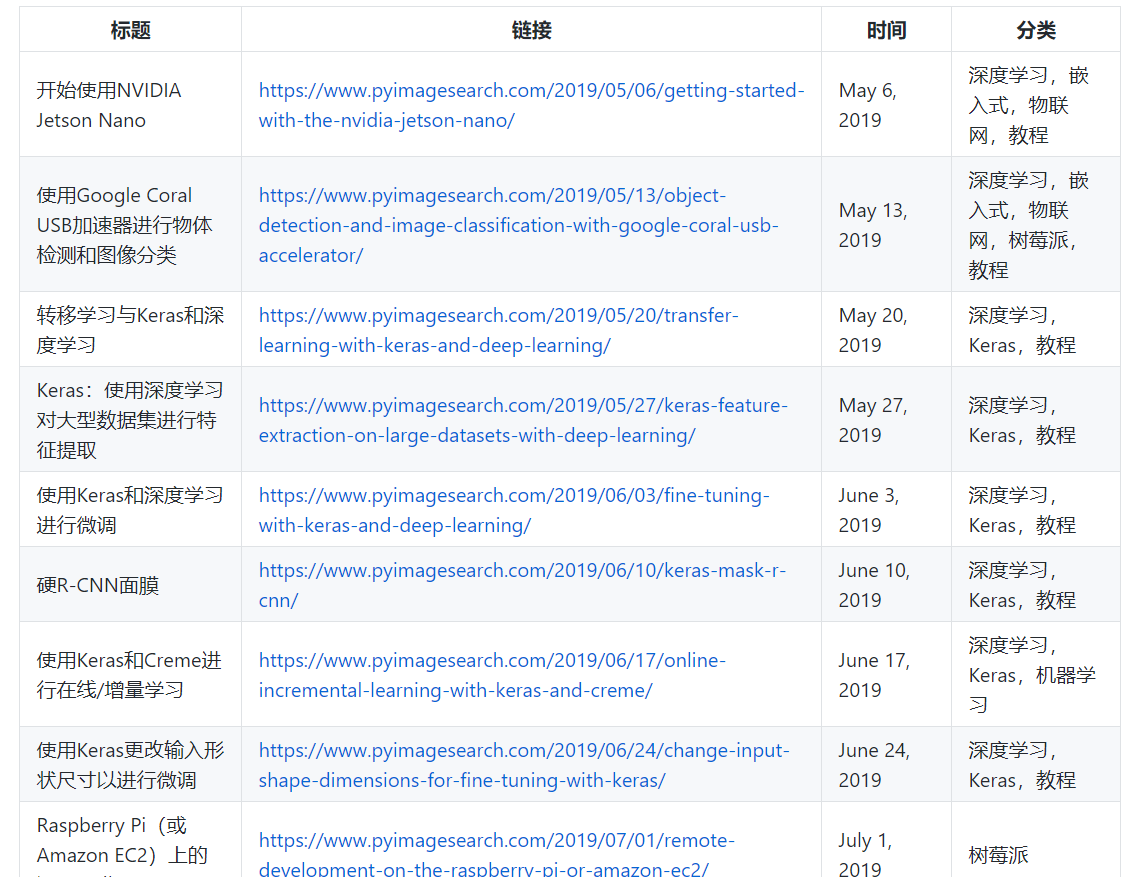 标题 链接 时间 分类
开始使用NVIDIA
Jetson Nano
https://www.pyimagesearch.com/2019/05/06/getting-started-
with-the-nvidia-jetson-nano/
May 6,
2019
深度学习，嵌
入式，物联
网，教程
使用Google Coral
USB加速器进行物体
检测和图像分类
https://www.pyimagesearch.com/2019/05/13/object-
detection-and-image-classification-with-google-coral-usb-
accelerator/
May 13,
2019
深度学习，嵌
入式，物联
网，树莓派，
教程
转移学习与Keras和深
度学习
https://www.pyimagesearch.com/2019/05/20/transfer-
learning-with-keras-and-deep-learning/
May 20,
2019
深度学习，
Keras，教程
Keras：使用深度学习
对大型数据集进行特
征提取
https://www.pyimagesearch.com/2019/05/27/keras-feature-
extraction-on-large-datasets-with-deep-learning/
May 27,
2019
深度学习，
Keras，教程
使用Keras和深度学习
进行微调
https://www.pyimagesearch.com/2019/06/03/fine-tuning-
with-keras-and-deep-learning/
June 3,
2019
深度学习，
Keras，教程
硬R-CNN面膜
https://www.pyimagesearch.com/2019/06/10/keras-mask-r-
cnn/
June 10,
2019
深度学习，
Keras，教程
使用Keras和Creme进
行在线/增量学习
https://www.pyimagesearch.com/2019/06/17/online-
incremental-learning-with-keras-and-creme/
June 17,
2019
深度学习，
Keras，机器学
习
使用Keras更改输入形
状尺寸以进行微调
https://www.pyimagesearch.com/2019/06/24/change-input-
shape-dimensions-for-fine-tuning-with-keras/
June 24,
2019
深度学习，
Keras，教程
Raspberry Pi（或
Amazon EC2）上的
https://www.pyimagesearch.com/2019/07/01/remote-
development-on-the-raspberry-pi-or-amazon-ec2/
July 1,
2019
树莓派